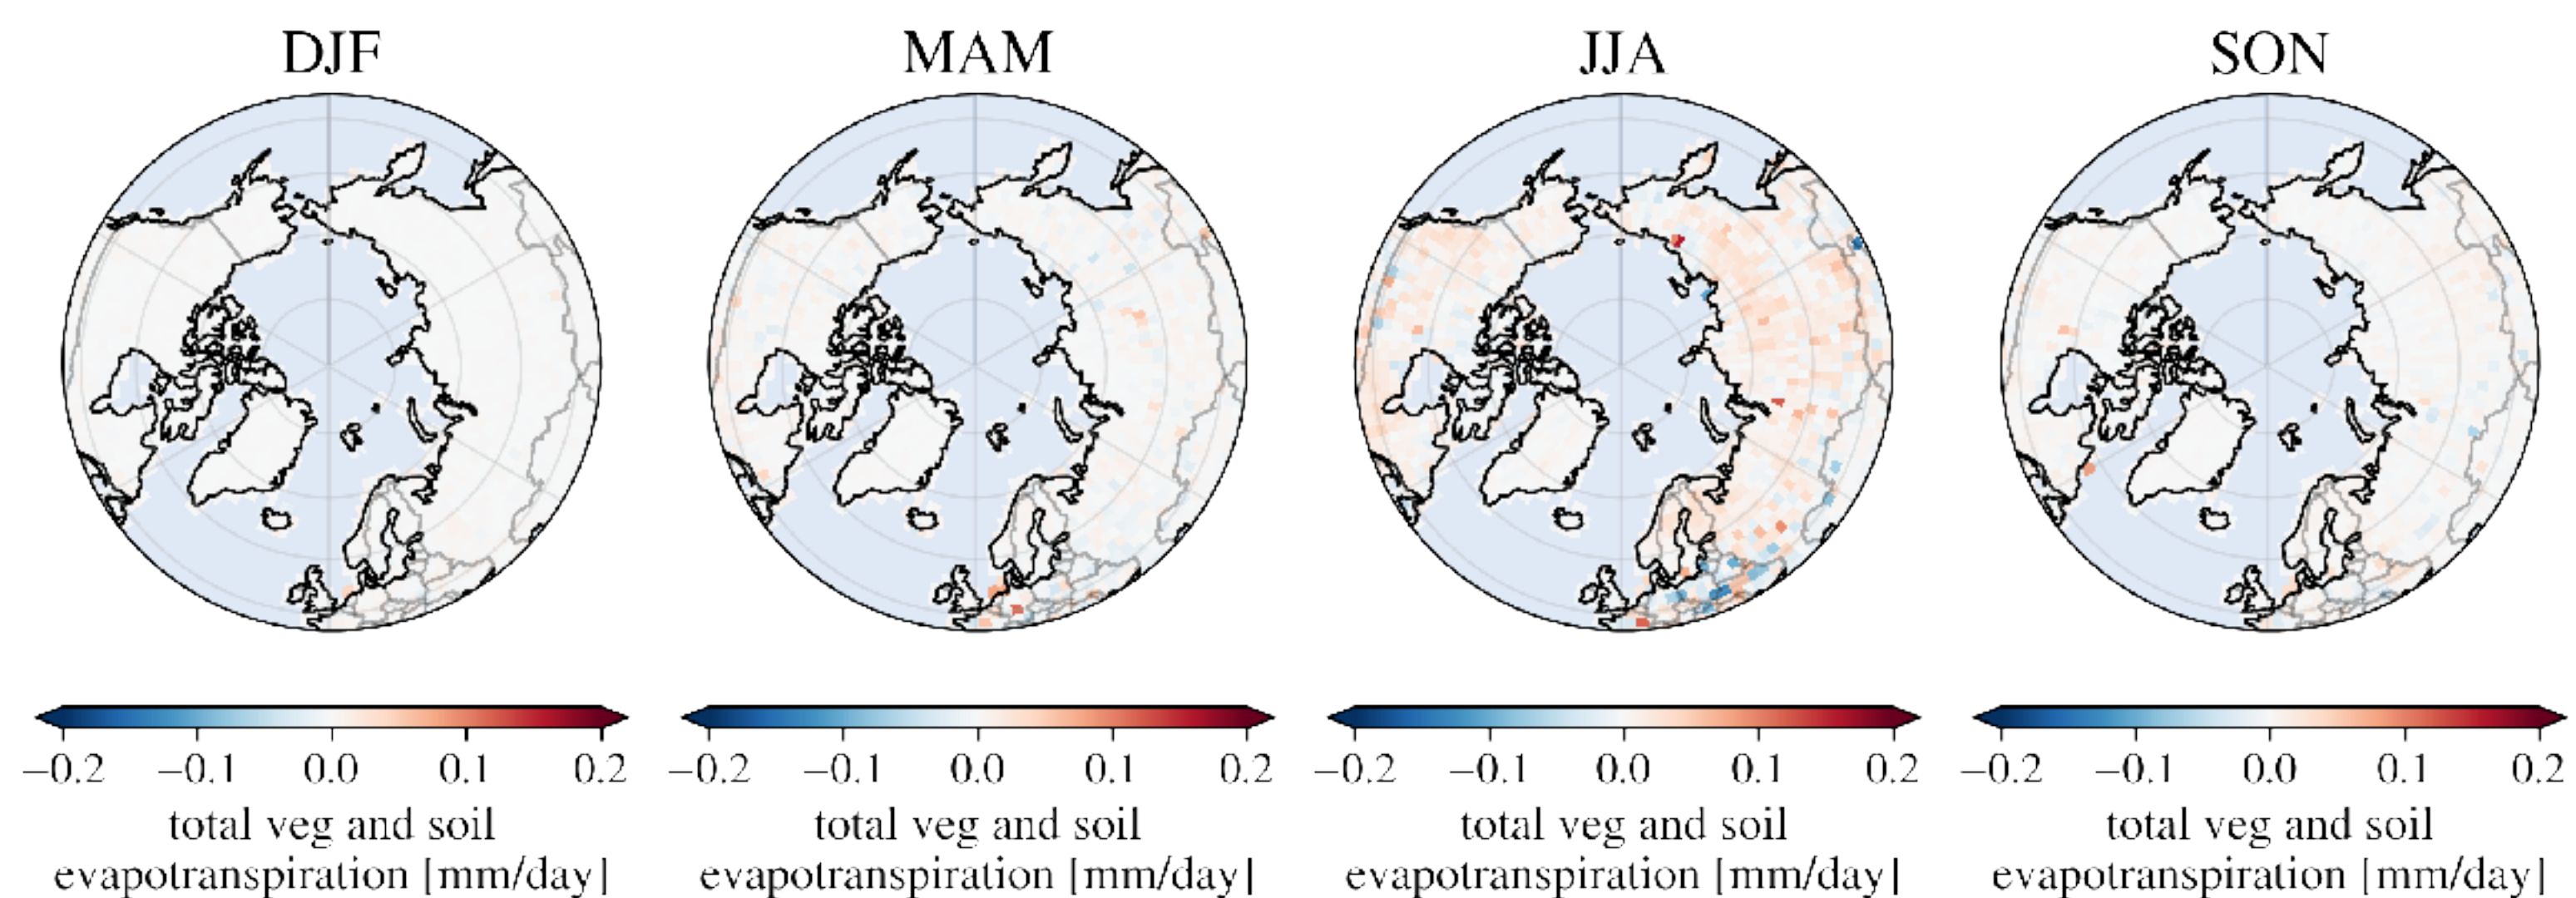 DJF MAM JJA SON
−0.2 −0.1 0.0 0.1 0.2 −0.2 −0.1 0.0 0.1 0.2 −0.2 −0.1 0.0 0.1 0.2 −0.2 −0.1 0.0 0.1 0.2
total veg and soil total veg and soil total veg and soil total veg and soil
evapotranspiration [mm/day] evapotranspiration [mm/day] evapotranspiration [mm/day] evapotranspiration [mm/day]